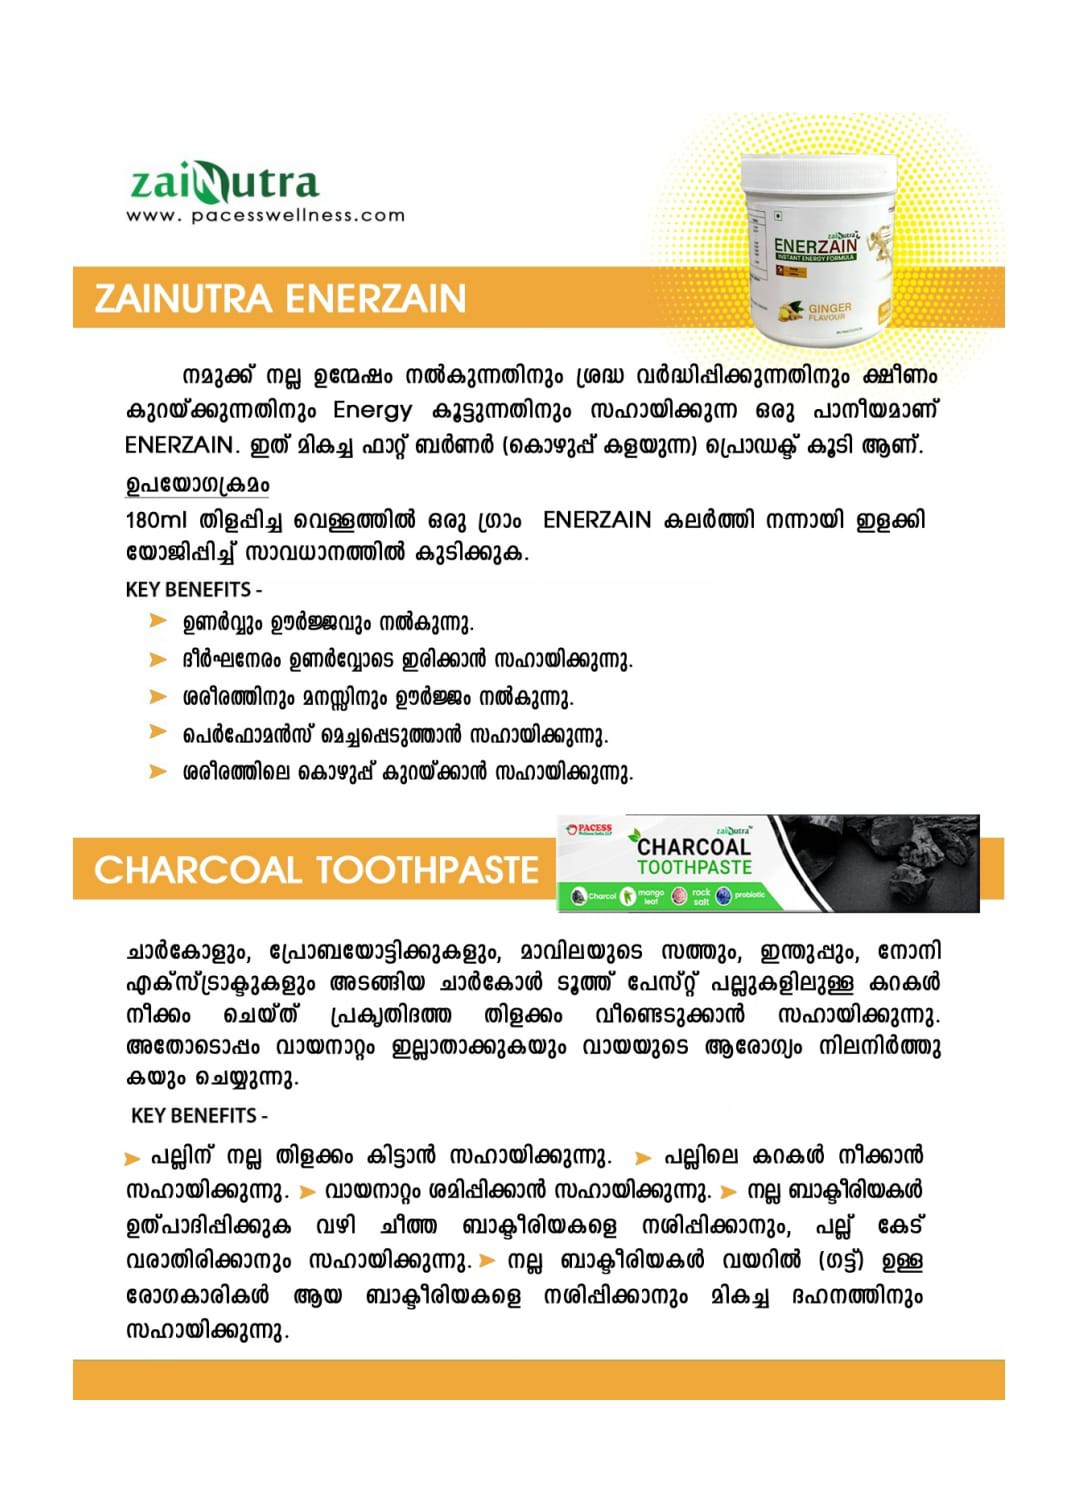 zaiNutra
www. pacesswellness.com
zaiNutra
ENERZAIN
INSTANT ENERGY FORMULA
GINGER
FLAVOUR
ZAINUTRA ENERZAIN
നമുക്ക് നല്ല ഉന്മേഷം നൽകുന്നതിനും ശ്രദ്ധ വർദ്ധിപ്പിക്കുന്നതിനും ക്ഷീണം
കുറയ്ക്കുന്നതിനും Energy കൂട്ടുന്നതിനും സഹായിക്കുന്ന ഒരു പാനീയമാണ്
ENERZAIN. ഇത് മികച്ച ഫാറ്റ് ബർണർ (കൊഴുപ്പ് കളയുന്ന) പ്രൊഡക്ട് കൂടി ആണ്.
ഉപയോഗക്രമം
180ml തിളപ്പിച്ച വെള്ളത്തിൽ ഒരു ഗ്രാം ENERZAIN കലർത്തി നന്നായി ഇളക്കി
യോജിപ്പിച്ച് സാവധാനത്തിൽ കുടിക്കുക.
KEY BENEFITS -
➤ ഉണർവ്വും ഊർജ്ജവും നൽകുന്നു.
➤ ദീർഘനേരം ഉണർവ്വോടെ ഇരിക്കാൻ സഹായിക്കുന്നു.
➤ ശരീരത്തിനും മനസ്സിനും ഊർജ്ജം നൽകുന്നു.
➤ പെർഫോമൻസ് മെച്ചപ്പെടുത്താൻ സഹായിക്കുന്നു.
➤ ശരീരത്തിലെ കൊഴുപ്പ് കുറയ്ക്കാൻ സഹായിക്കുന്നു.
CHARCOAL TOOTHPASTE
PACESS
Wellness India LLP
zaiNutra
CHARCOAL
TOOTHPASTE
Charcol mango leaf rock salt probiotic
ചാർകോളും, പ്രോബയോട്ടിക്കുകളും, മാവിലയുടെ സത്തും, ഇന്തുപ്പും, നോനി
എക്സ്ട്രാക്ടുകളും അടങ്ങിയ ചാർകോൾ ടൂത്ത് പേസ്റ്റ് പല്ലുകളിലുള്ള കറകൾ
നീക്കം ചെയ്ത് പ്രകൃതിദത്ത തിളക്കം വീണ്ടെടുക്കാൻ സഹായിക്കുന്നു.
അതോടൊപ്പം വായനാറ്റം ഇല്ലാതാക്കുകയും വായയുടെ ആരോഗ്യം നിലനിർത്തു
കയും ചെയ്യുന്നു.
KEY BENEFITS -
➤ പല്ലിന് നല്ല തിളക്കം കിട്ടാൻ സഹായിക്കുന്നു. ➤ പല്ലിലെ കറകൾ നീക്കാൻ
സഹായിക്കുന്നു. ➤ വായനാറ്റം ശമിപ്പിക്കാൻ സഹായിക്കുന്നു. ➤ നല്ല ബാക്ടീരിയകൾ
ഉത്പാദിപ്പിക്കുക വഴി ചീത്ത ബാക്ടീരിയകളെ നശിപ്പിക്കാനും, പല്ല് കേട്
വരാതിരിക്കാനും സഹായിക്കുന്നു. ➤ നല്ല ബാക്ടീരിയകൾ വയറിൽ (ഗട്ട്) ഉള്ള
രോഗകാരികൾ ആയ ബാക്ടീരിയകളെ നശിപ്പിക്കാനും മികച്ച ദഹനത്തിനും
സഹായിക്കുന്നു.